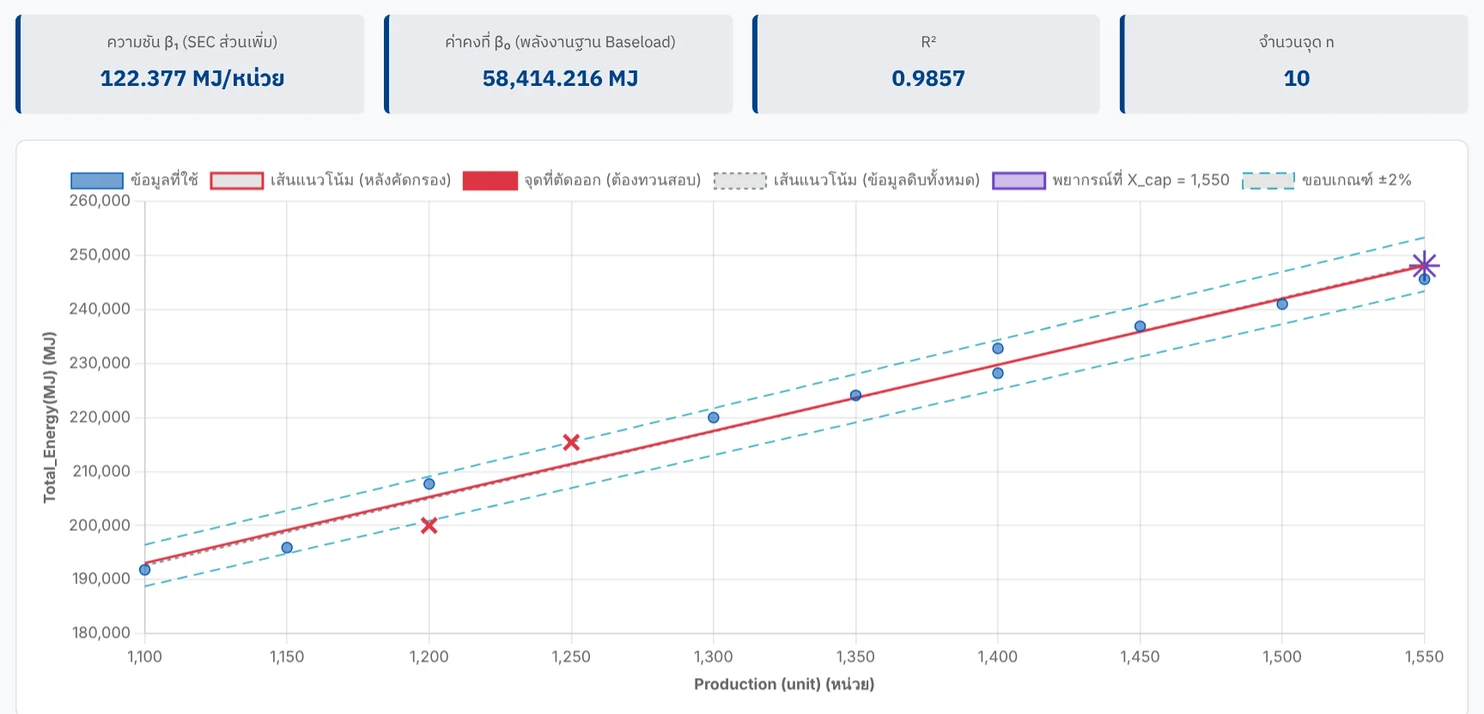 ความชัน β₁ (SEC ส่วนเพิ่ม)
122.377 MJ/หน่วย
ค่าคงที่ β₀ (พลังงานฐาน Baseload)
58,414.216 MJ
R²
0.9857
จำนวนจุด n
10
ข้อมูลที่ใช้
เส้นแนวโน้ม (หลังคัดกรอง)
จุดที่ตัดออก (ต้องทวนสอบ)
เส้นแนวโน้ม (ข้อมูลดิบทั้งหมด)
พยากรณ์ที่ X_cap = 1,550
ขอบเกณฑ์ ±2%
Total_Energy(MJ) (MJ)
260,000
250,000
240,000
230,000
220,000
210,000
200,000
190,000
180,000
1,100 1,150 1,200 1,250 1,300 1,350 1,400 1,450 1,500 1,550
Production (unit) (หน่วย)